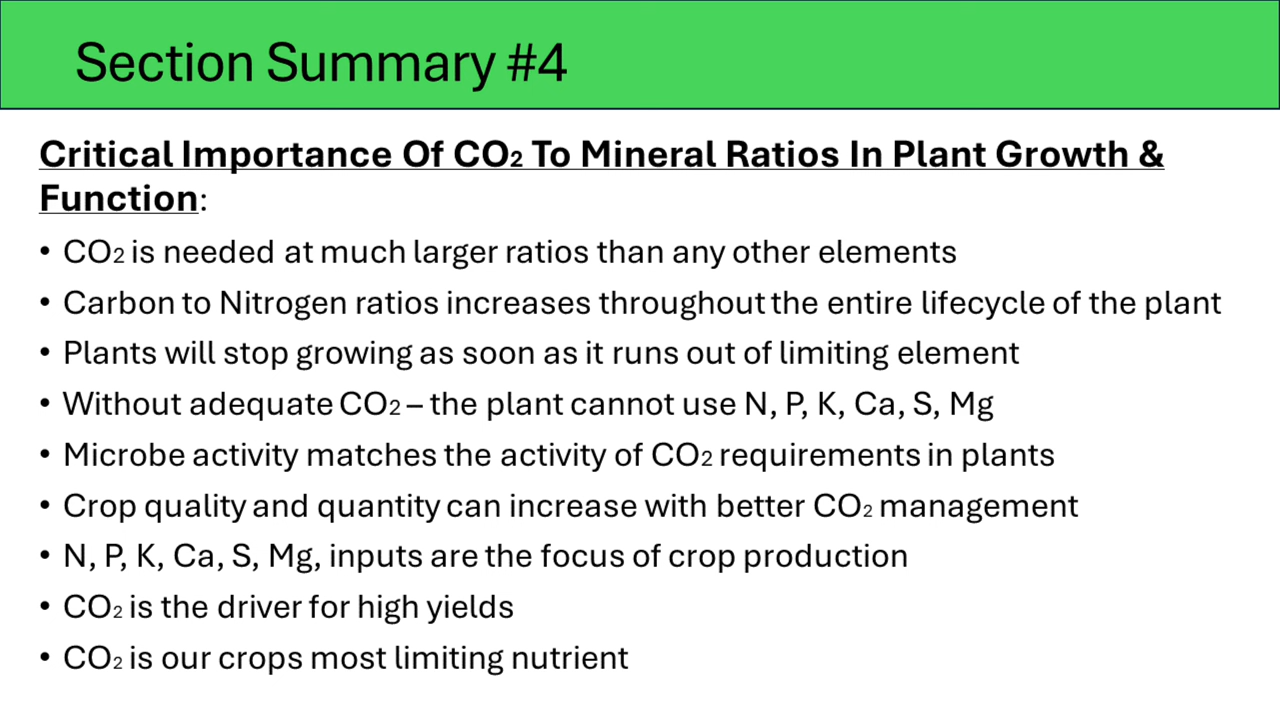 Section Summary #4
Critical Importance Of CO₂ To Mineral Ratios In Plant Growth &
Function:
• CO₂ is needed at much larger ratios than any other elements
• Carbon to Nitrogen ratios increases throughout the entire lifecycle of the plant
• Plants will stop growing as soon as it runs out of limiting element
• Without adequate CO₂ – the plant cannot use N, P, K, Ca, S, Mg
• Microbe activity matches the activity of CO₂ requirements in plants
• Crop quality and quantity can increase with better CO₂ management
• N, P, K, Ca, S, Mg, inputs are the focus of crop production
• CO₂ is the driver for high yields
• CO₂ is our crops most limiting nutrient